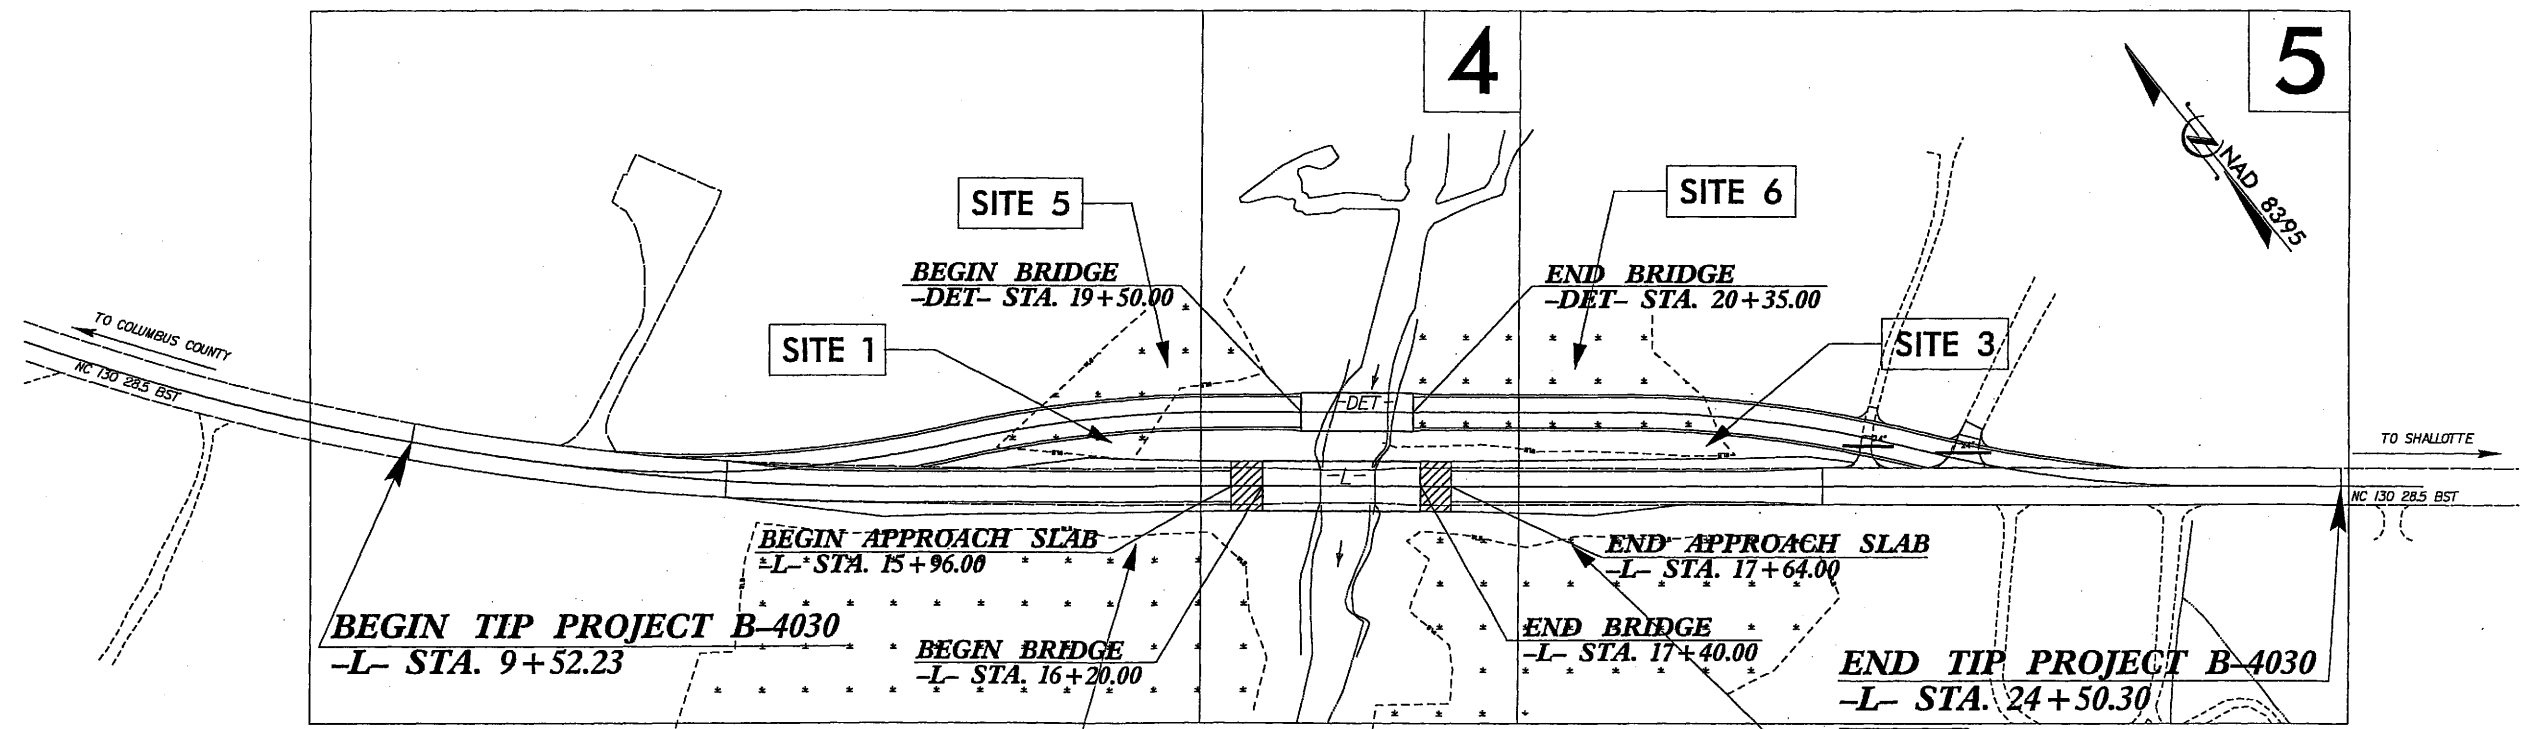 4
5
NAD 83/95
SITE 5
SITE 6
BEGIN BRIDGE
-DET- STA. 19+50.00
END BRIDGE
-DET- STA. 20+35.00
SITE 1
SITE 3
TO COLUMBUS COUNTY
NC 130 28.5 BST
-DET-
TO SHALLOTTE
-L-
NC 130 28.5 BST
BEGIN APPROACH SLAB
-L- STA. 15+96.00
END APPROACH SLAB
-L- STA. 17+64.00
BEGIN TIP PROJECT B-4030
-L- STA. 9+52.23
BEGIN BRIDGE
-L- STA. 16+20.00
END BRIDGE
-L- STA. 17+40.00
END TIP PROJECT B-4030
-L- STA. 24+50.30